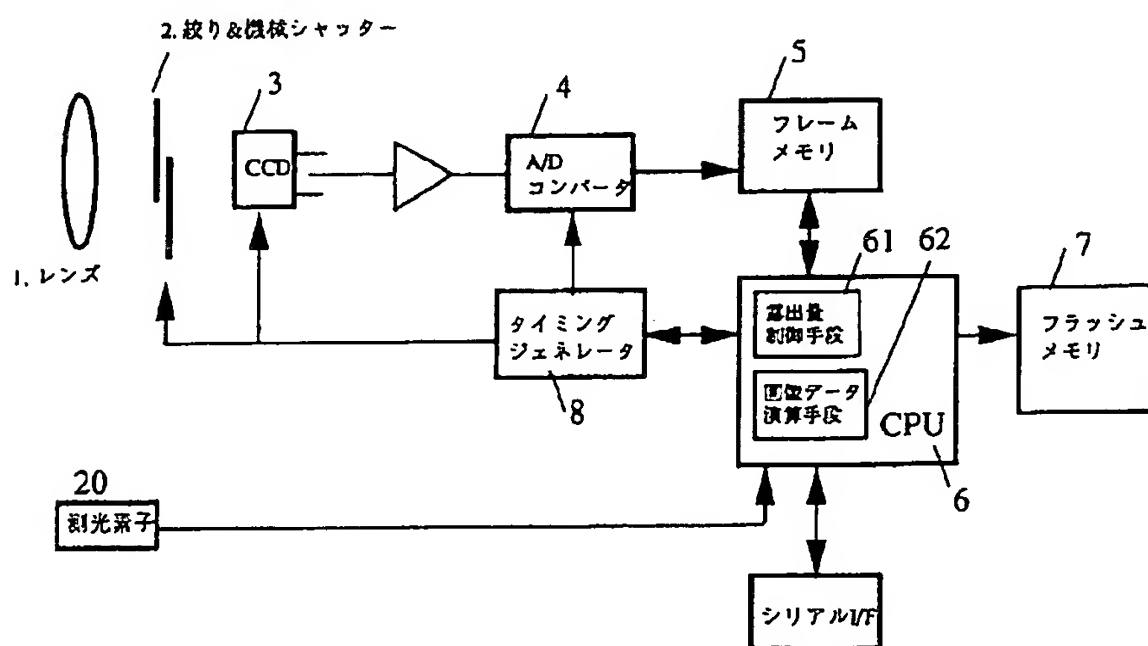 2.絞り&機械シャッター
5
3
4
フレーム
メモリ
CCD
A/D
コンバータ
61
62
7
1.レンズ
露出量
制御手段
タイミング
ジェネレータ
フラッシュ
メモリ
画像データ
演算手段
8
CPU
6
20
測光素子
シリアルI/F